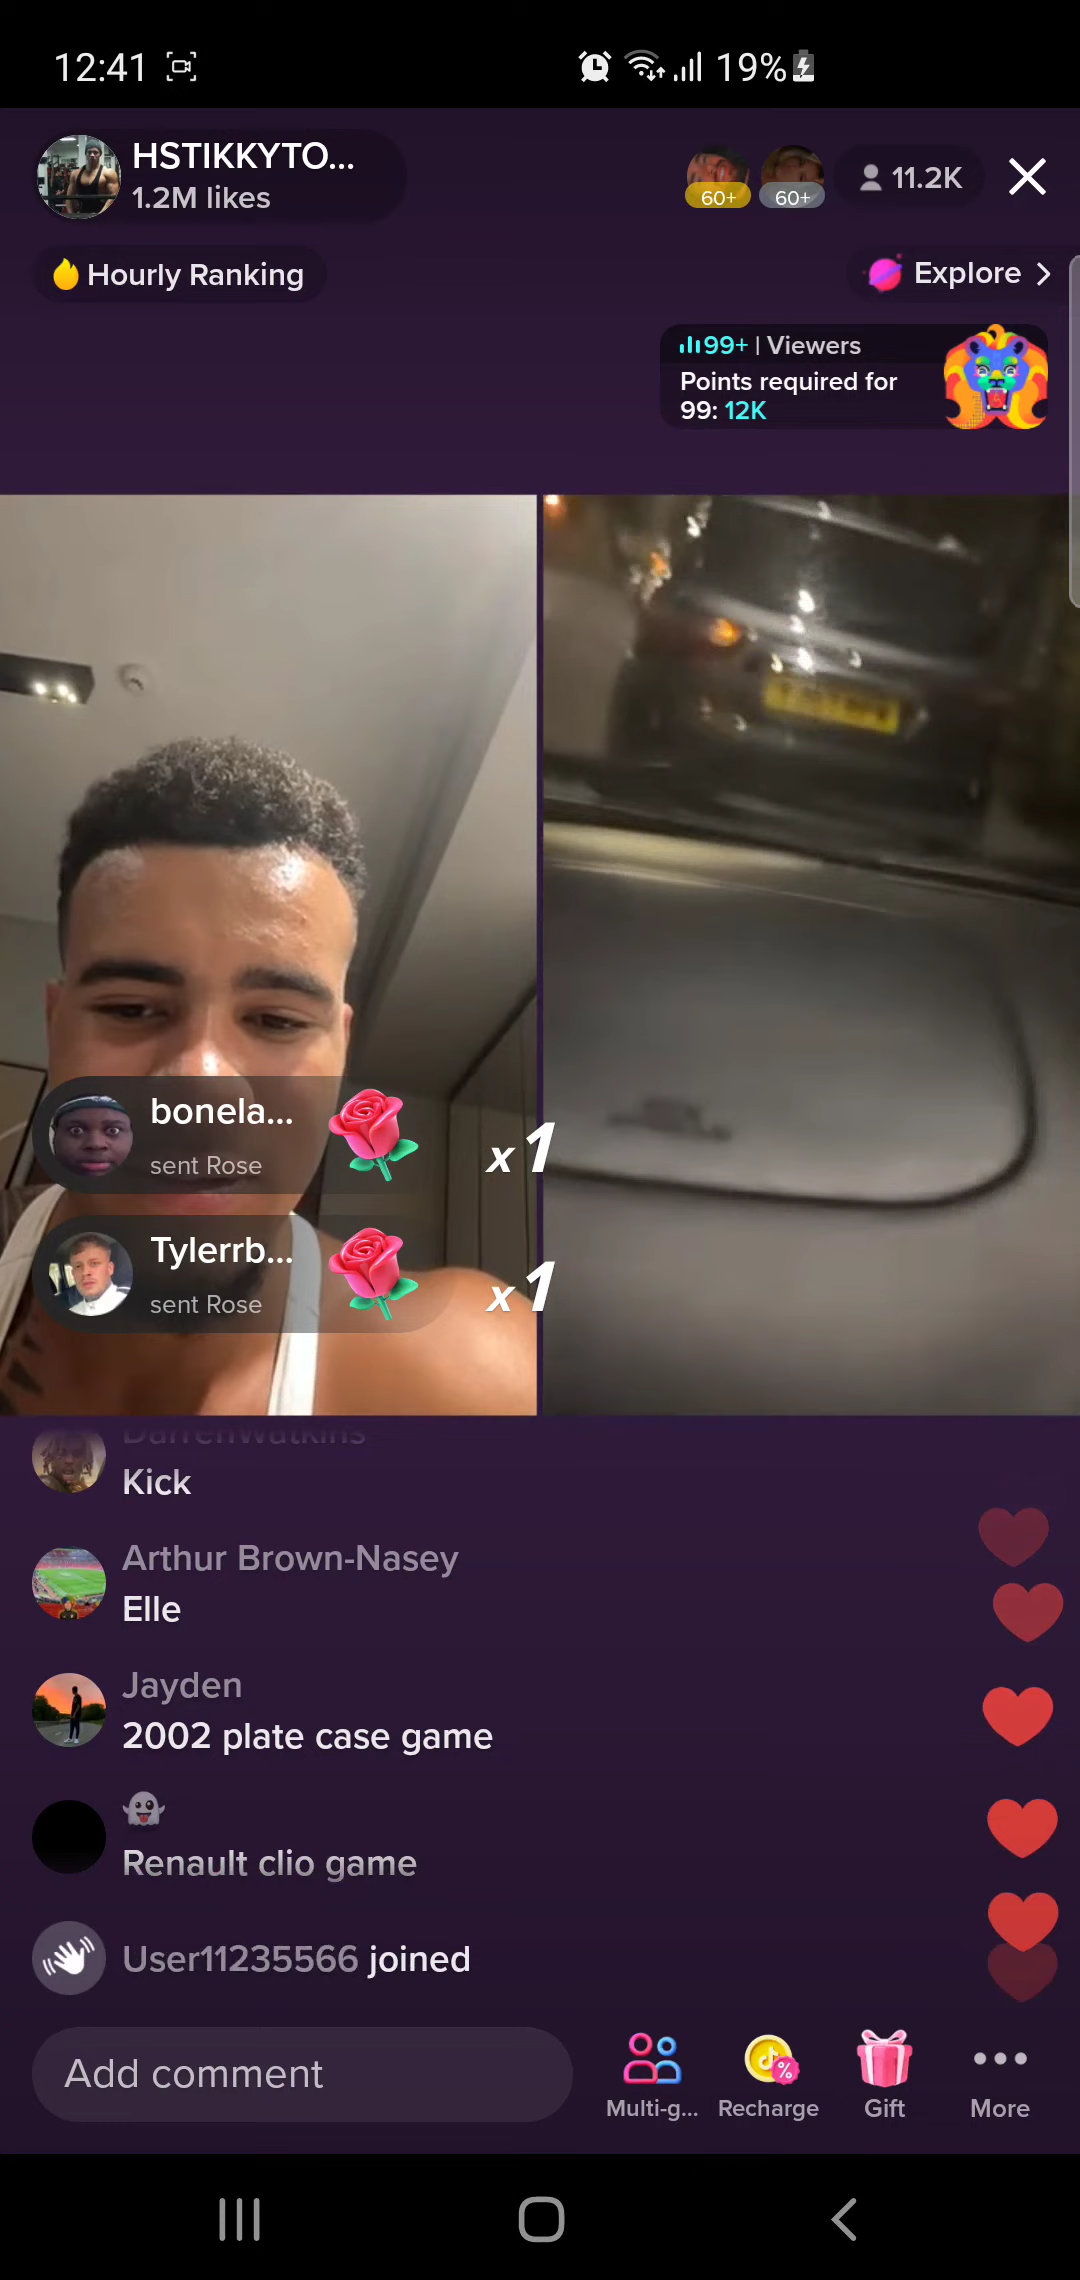 12:41
19%
HSTIKKYTO...
1.2M likes
60+
60+
11.2K
Hourly Ranking
Explore
99+ | Viewers
Points required for
99: 12K
bonela...
sent Rose
x1
Tylerrb...
sent Rose
x1
DarrenWatkins
Kick
Arthur Brown-Nasey
Elle
Jayden
2002 plate case game
Renault clio game
User11235566 joined
Add comment
Multi-g...
Recharge
Gift
More